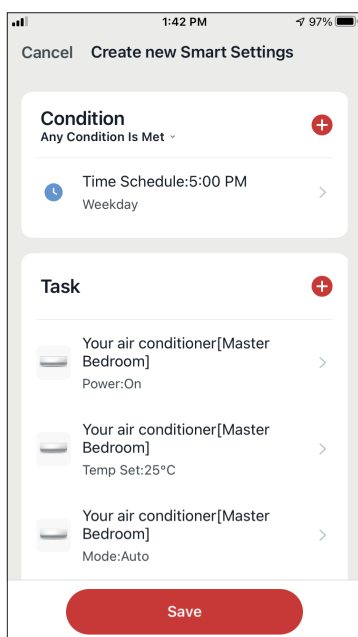 1:42 PM
97%
Cancel
Create new Smart Settings
Condition
Any Condition Is Met
Time Schedule:5:00 PM
Weekday
Task
Your air conditioner[Master
Bedroom]
Power:On
Your air conditioner[Master
Bedroom]
Temp Set:25°C
Your air conditioner[Master
Bedroom]
Mode:Auto
Save